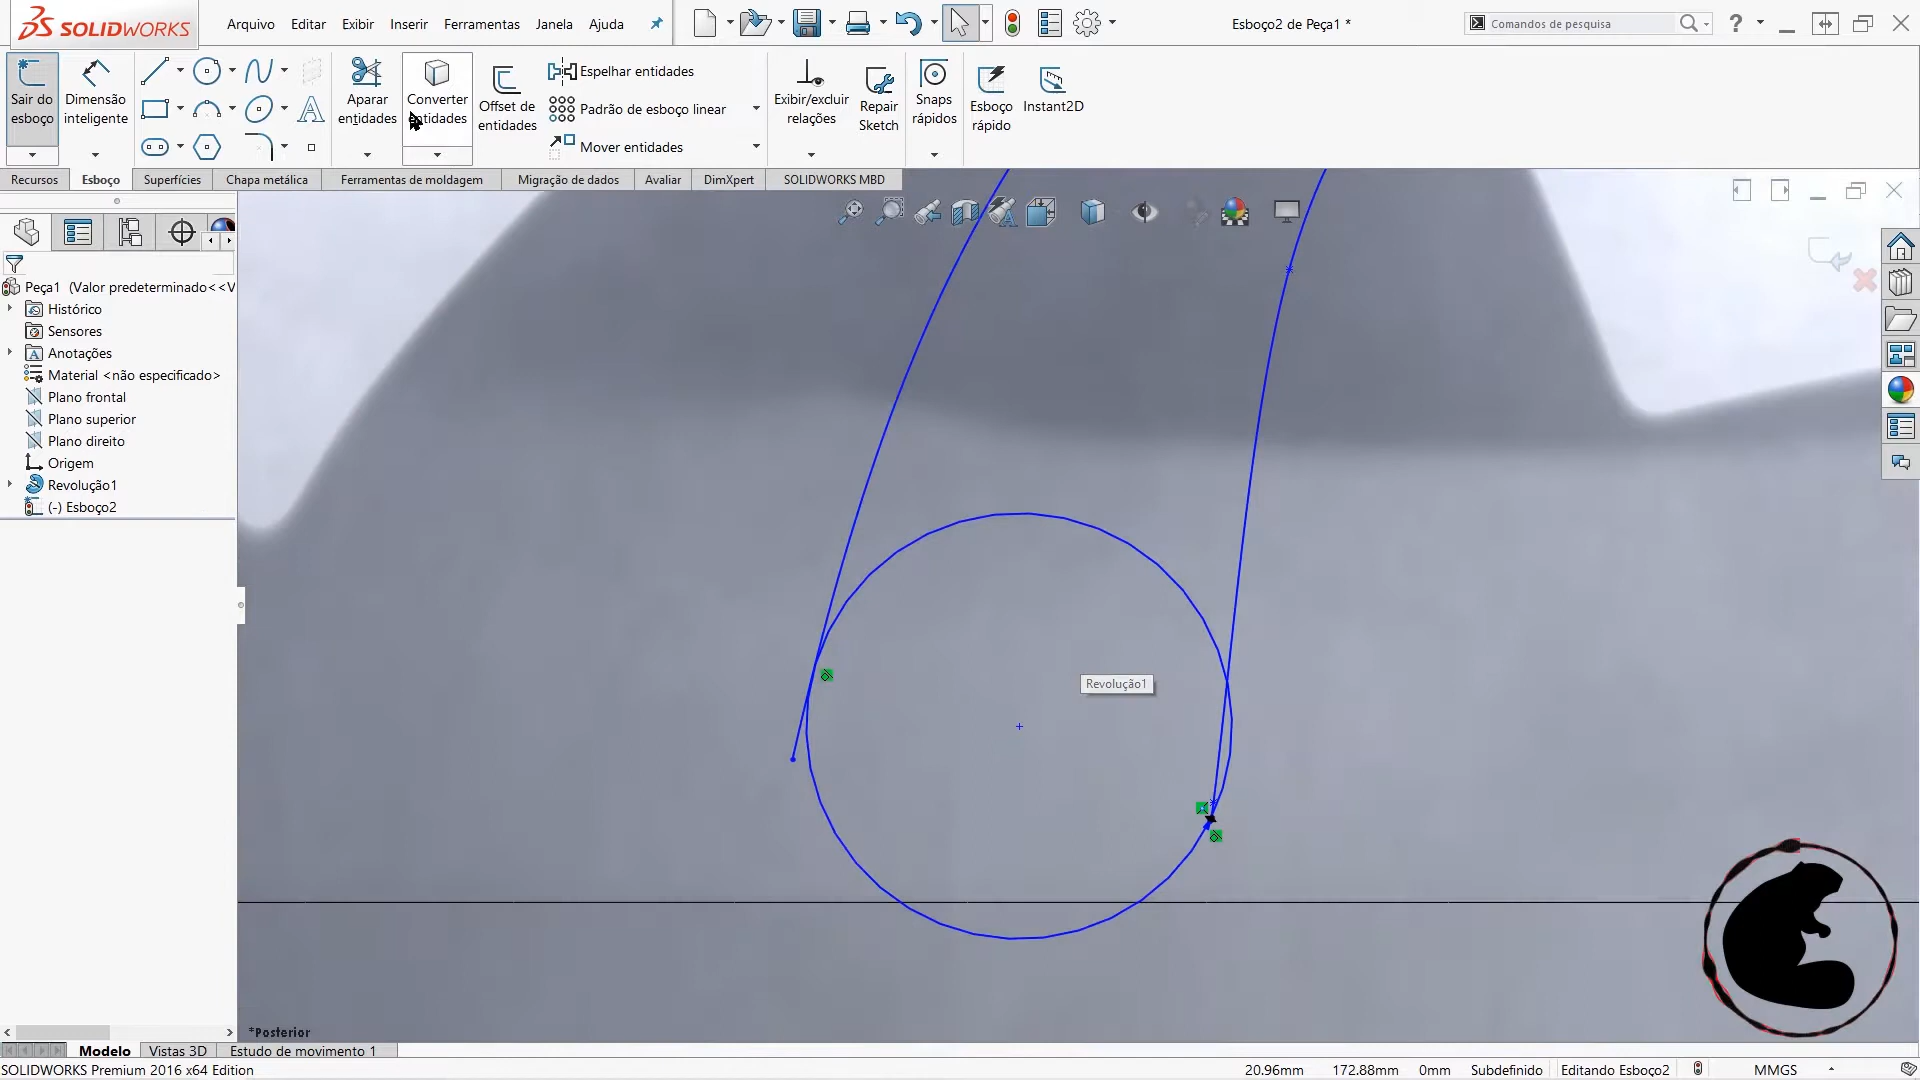 SOLIDWORKS
Arquivo Editar Exibir Inserir Ferramentas Janela Ajuda
Esboço2 de Peça1 *
Comandos de pesquisa
Sair do esboço
Dimensão inteligente
Aparar entidades
Converter entidades
Offset de entidades
Espelhar entidades
Padrão de esboço linear
Mover entidades
Exibir/excluir relações
Repair Sketch
Snaps rápidos
Esboço rápido
Instant2D
Recursos Esboço Superfícies Chapa metálica Ferramentas de moldagem Migração de dados Avaliar DimXpert SOLIDWORKS MBD
Peça1 (Valor predeterminado<<V
Histórico
Sensores
Anotações
Material <não especificado>
Plano frontal
Plano superior
Plano direito
Origem
Revolução1
(-) Esboço2
Revolução1
*Posterior
Modelo Vistas 3D Estudo de movimento 1
SOLIDWORKS Premium 2016 x64 Edition
20.96mm 172.88mm 0mm Subdefinido Editando Esboço2 MMGS